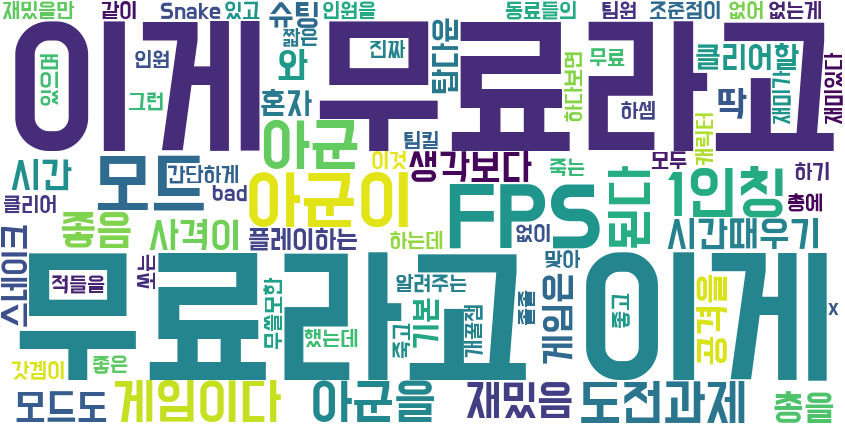 재밌을만 같이 Snake 있고 슈팅 인원을 동료들의 팀원 조준점이 없어 없는게
이게 무료라고
있으며 인원 그런 짧은 와 혼자 진짜 탑다운 하다보면 무료 하셈 클리어할 딱 재미가 재미있다
시간 클리어 모드 간단하게 bad 아군 이것 팀킬 생각보다 죽는 모두 캐릭터 하기 총에
좋음 사격이 아군이 FPS 없이 된다 1인칭
스네이크 쏘는 플레이하는 하는데 맞아 시간때우기
무료라고 이게
적들을 무쓸모한 했는데 알려주는 죽고 기본 개꿀점 졸졸 게임은 좋고 공격을 x
갓겜이 좋은
모드도 게임이다 아군을 재밌음 도전과제 총을